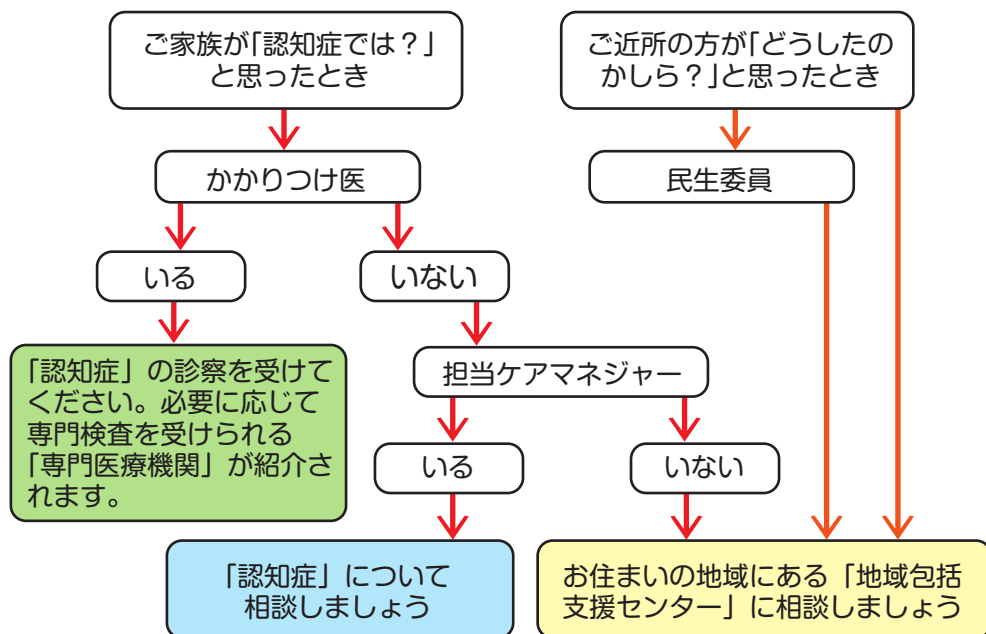 ご家族が「認知症では?」
と思ったとき
ご近所の方が「どうしたの
かしら?」と思ったとき
かかりつけ医
民生委員
いる
いない
「認知症」の診察を受けて
ください。必要に応じて
専門検査を受けられる
「専門医療機関」が紹介さ
れます。
担当ケアマネジャー
いる
いない
「認知症」について
相談しましょう
お住まいの地域にある「地域包括
支援センター」に相談しましょう